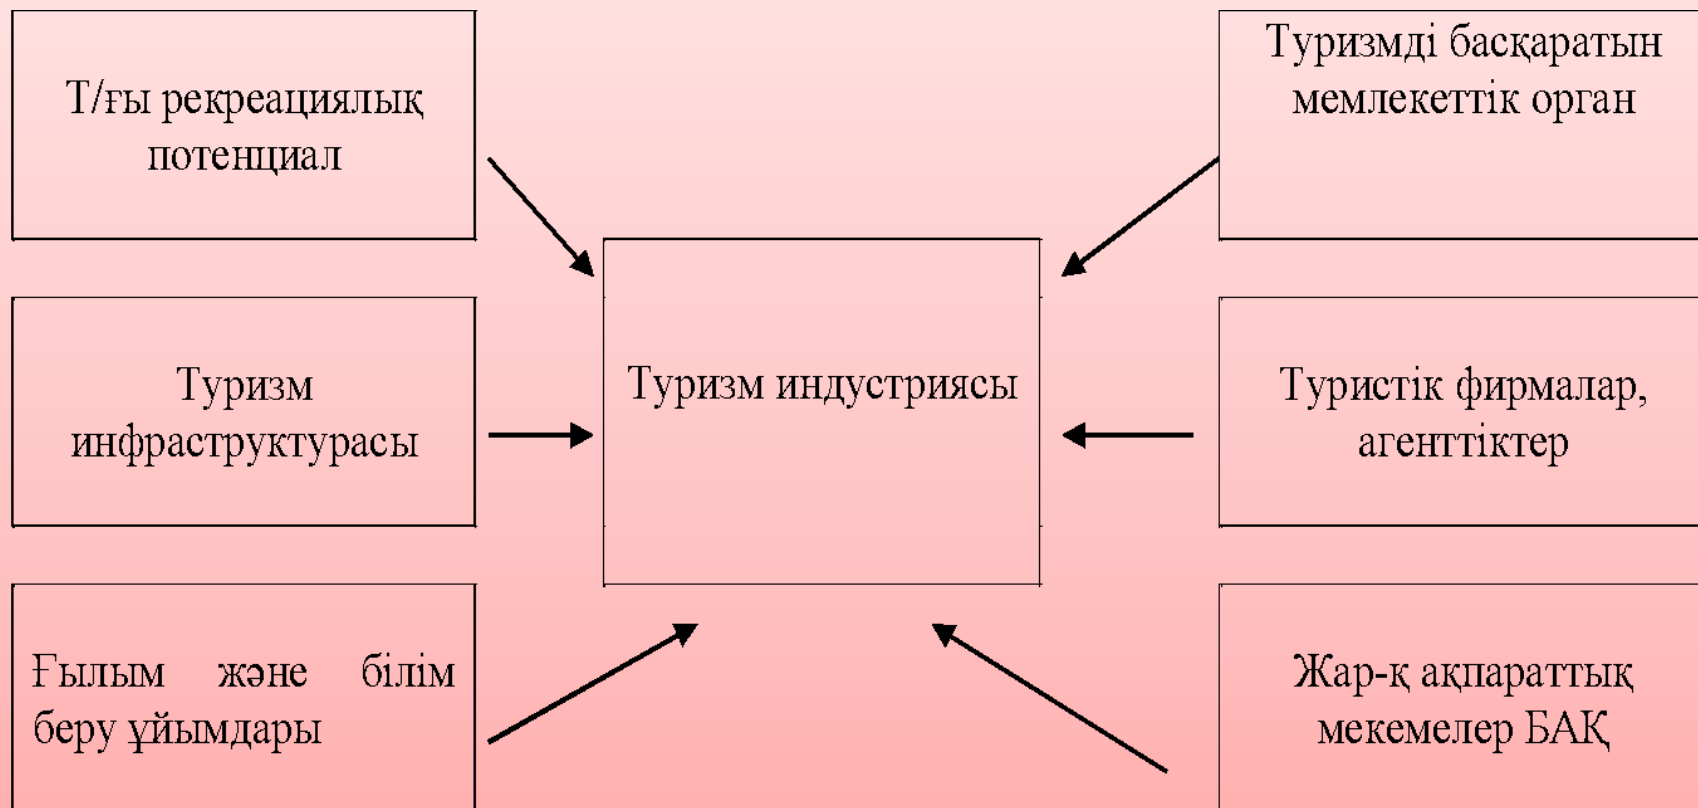 Т/ғы рекреациялық
потенциал
Туризмді басқаратын
мемлекеттік орган
Туризм
инфрақтурасы
Туризм индустриясы
Туристік фирмалар,
агенттіктер
Ғылым және білім
беру ұйымдары
Жар-қ ақпараттық
мекемелер БАҚ